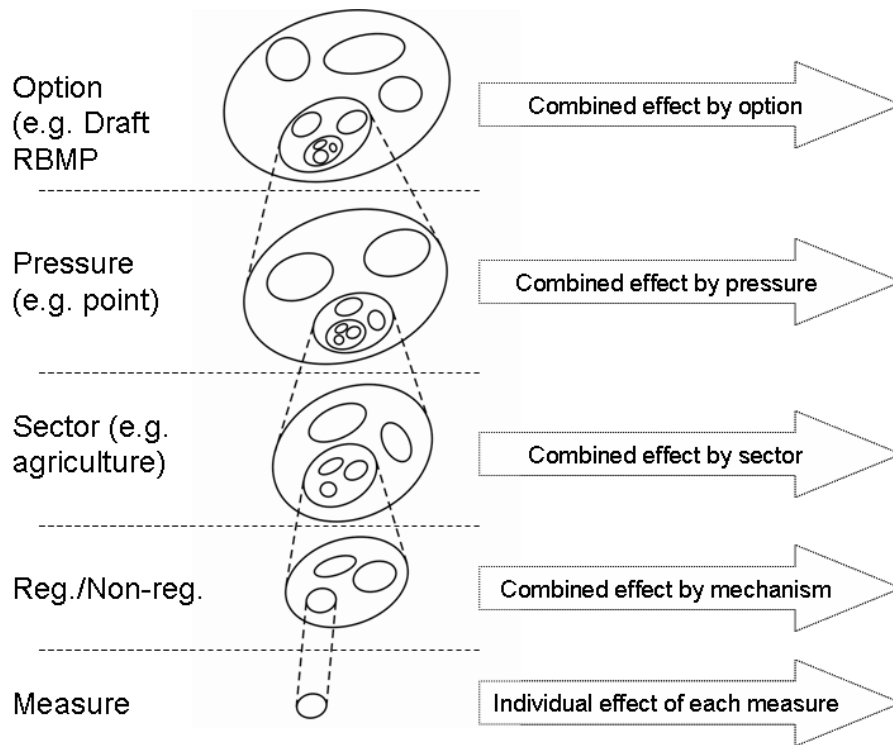 Option
(e.g. Draft
RBMP
Combined effect by option
Pressure
(e.g. point)
Combined effect by pressure
Sector (e.g.
agriculture)
Combined effect by sector
Reg./Non-reg.
Combined effect by mechanism
Measure
Individual effect of each measure